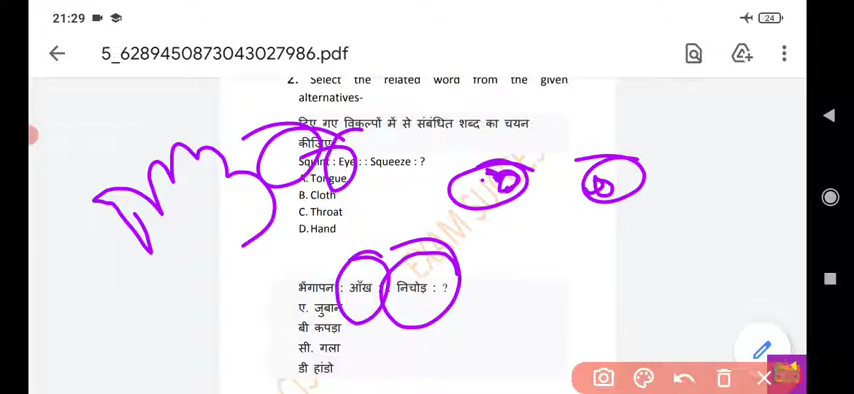 21:29
24
5_6289450873043027986.pdf
2. Select the related word from the given
alternatives-
दिए गए विकल्पों में से संबंधित शब्द का चयन
कीजिए
Squint : Eye : : Squeeze : ?
A. Tongue
B. Cloth
C. Throat
D. Hand
भैंगापन : आँख : : निचोड़ : ?
ए. जुबान
बी कपड़ा
सी. गला
डी हांडो
EXAM